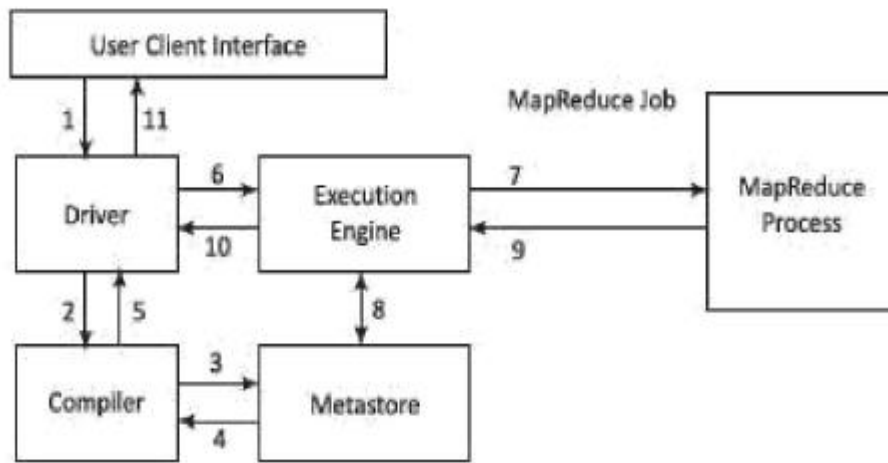 User Client Interface
1
11
MapReduce Job
Driver
6
10
Execution
Engine
7
9
MapReduce
Process
2
5
8
Compiler
3
4
Metastore